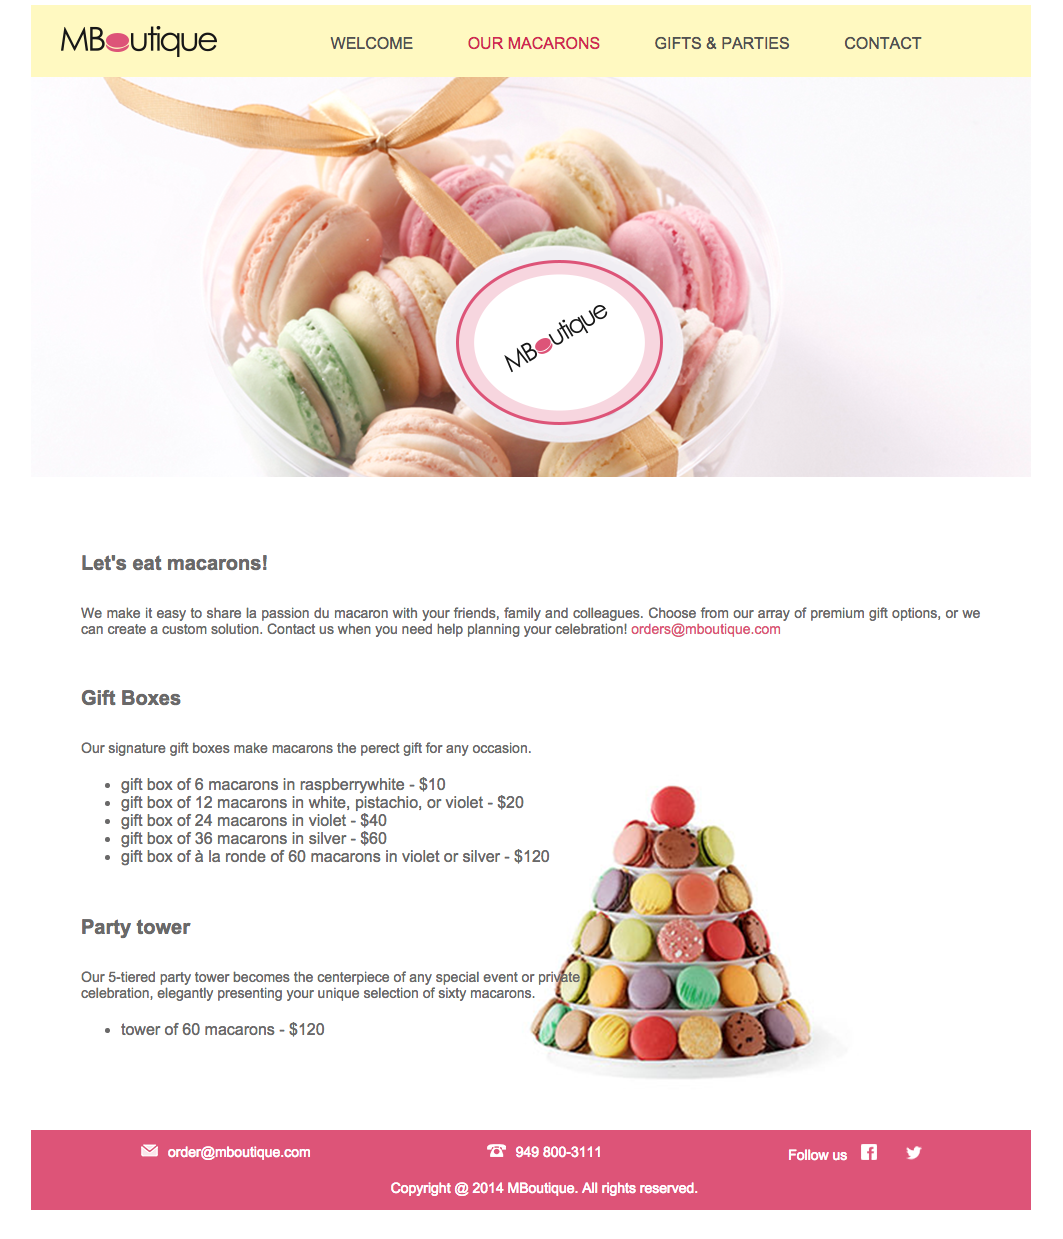 MBoutique
WELCOME
OUR MACARONS
GIFTS & PARTIES
CONTACT
MBoutique
Let's eat macarons!
We make it easy to share la passion du macaron with your friends, family and colleagues. Choose from our array of premium gift options, or we
can create a custom solution. Contact us when you need help planning your celebration! orders@mboutique.com
Gift Boxes
Our signature gift boxes make macarons the perect gift for any occasion.
• gift box of 6 macarons in raspberrywhite - $10
• gift box of 12 macarons in white, pistachio, or violet - $20
• gift box of 24 macarons in violet - $40
• gift box of 36 macarons in silver - $60
• gift box of à la ronde of 60 macarons in violet or silver - $120
Party tower
Our 5-tiered party tower becomes the centerpiece of any special event or private
celebration, elegantly presenting your unique selection of sixty macarons.
• tower of 60 macarons - $120
order@mboutique.com
949 800-3111
Follow us
Copyright @ 2014 MBoutique. All rights reserved.